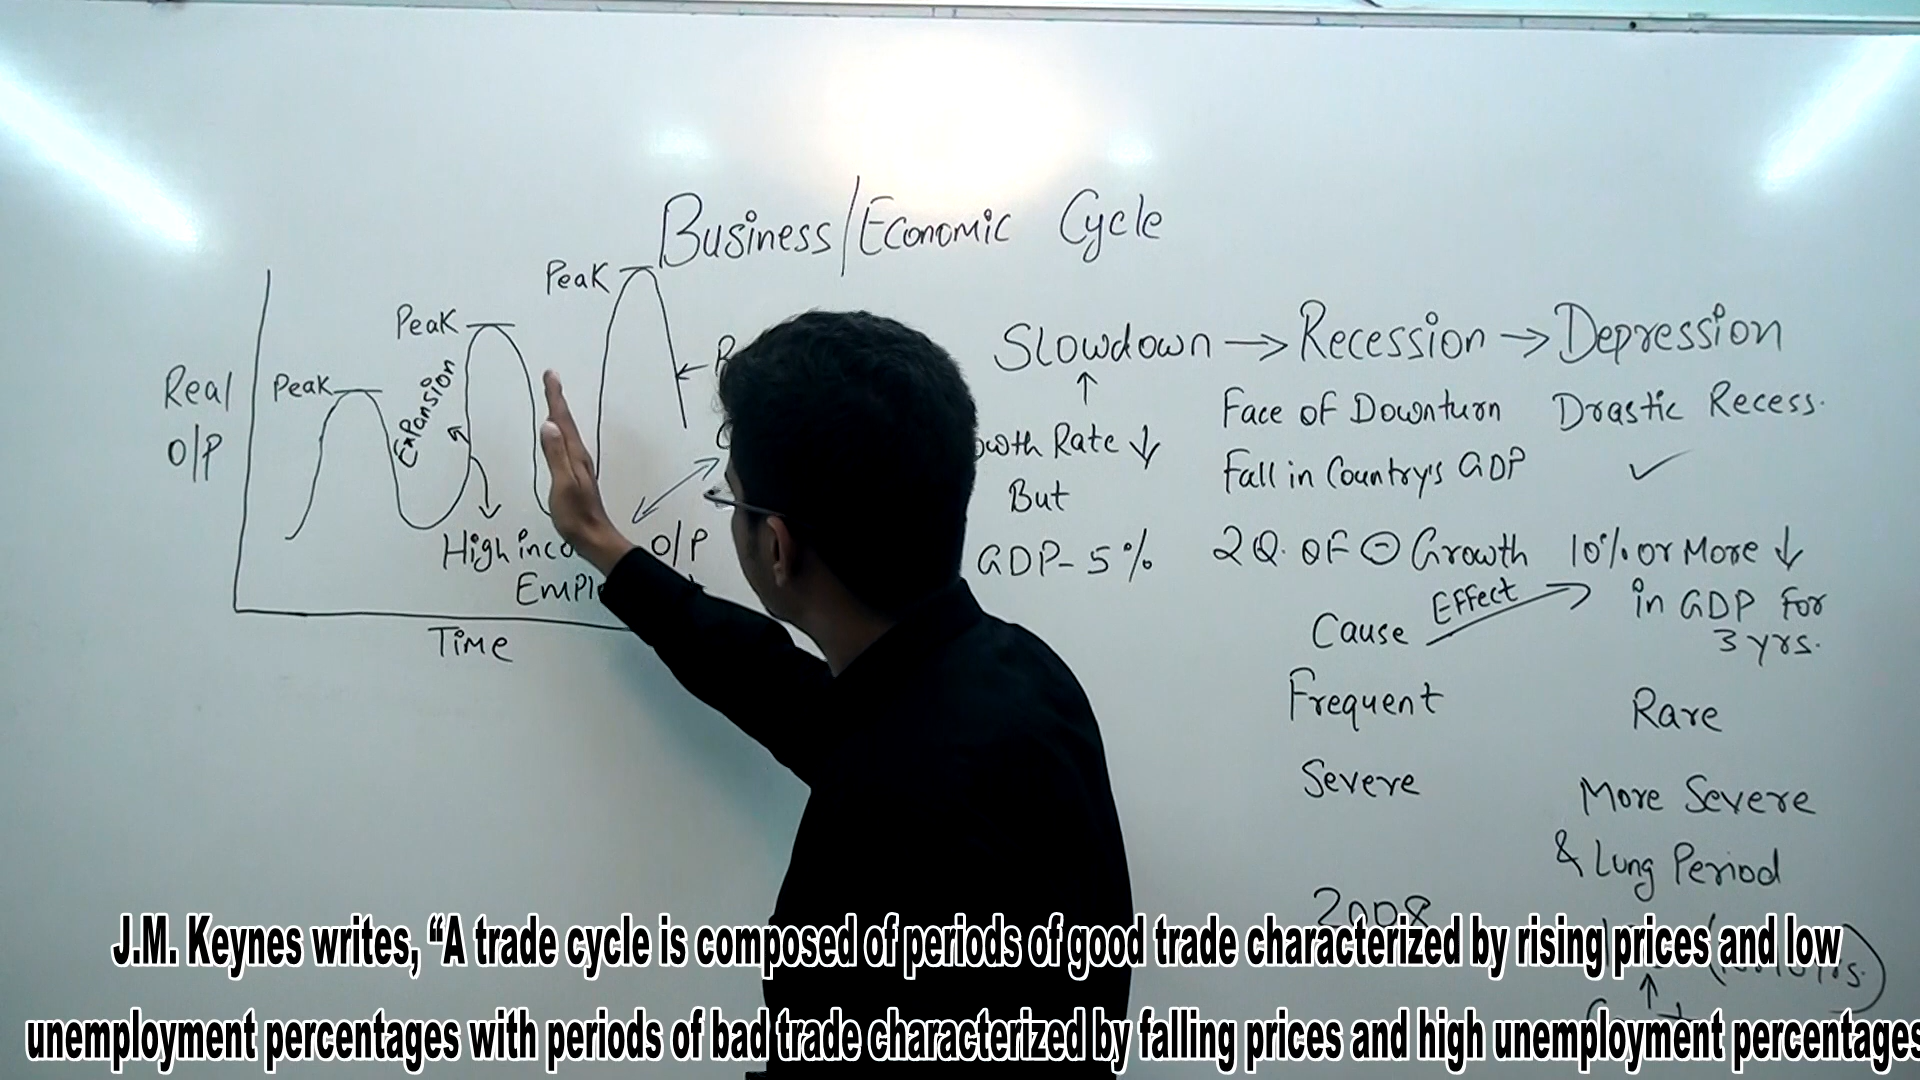 Business/Economic Cycle
Peak
Peak
Peak
Real
O/P
Expansion
High
O/P
Time
Slowdown → Recession → Depression
Rate ↓
But
GDP - 5%
Face of Downturn
Fall in Country's GDP
2Q. OF ⊖ Growth
Cause Effect
Frequent
Severe
2008
Drastic Recess.
✓
10% or More ↓
in GDP For
3 yrs.
Rare
More Severe
& Lung Period
J.M. Keynes writes, “A trade cycle is composed of periods of good trade characterized by rising prices and low
unemployment percentages with periods of bad trade characterized by falling prices and high unemployment percentages